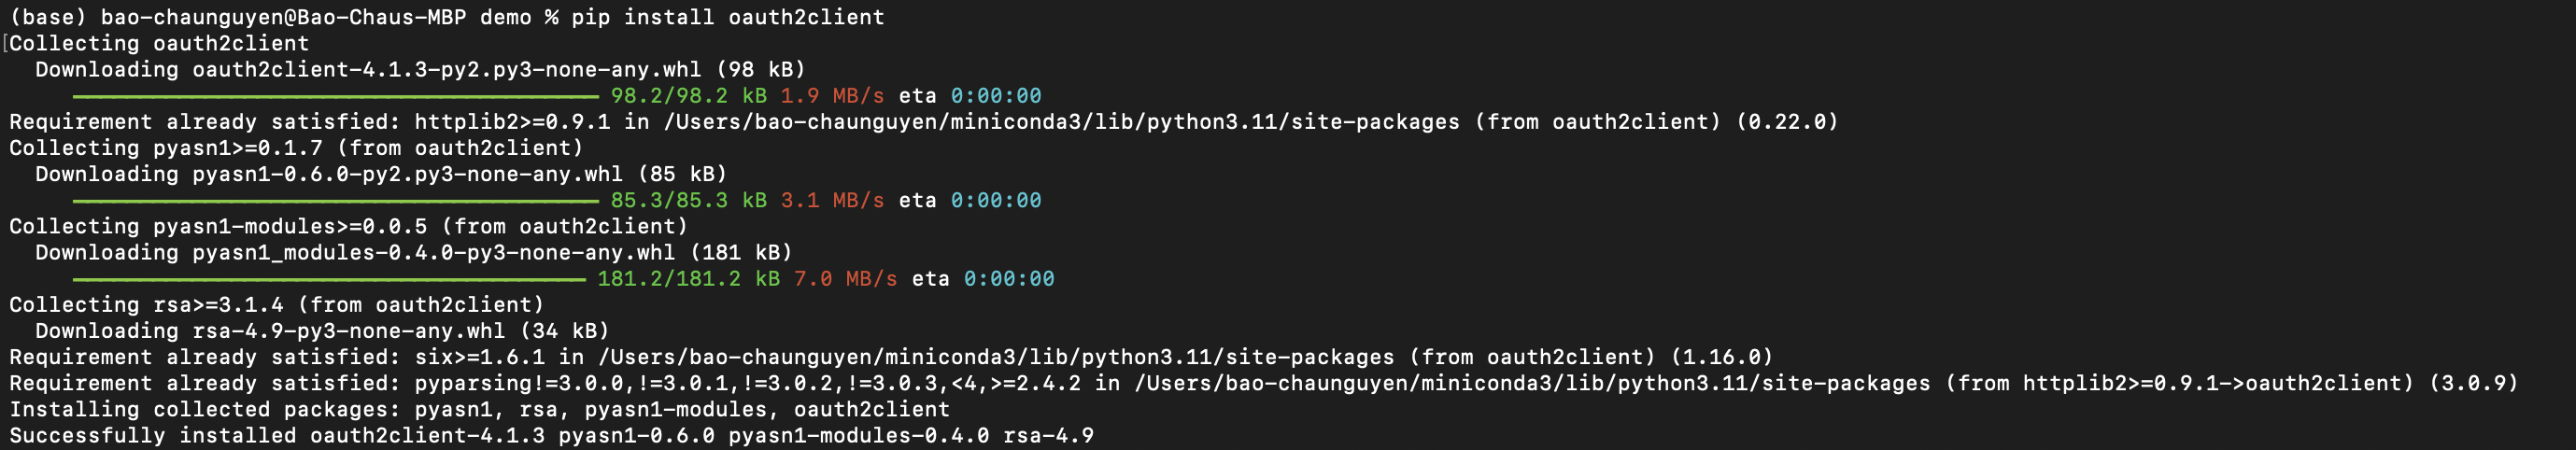 (base) bao-chaunguyen@Bao-Chaus-MBP demo % pip install oauth2client
[Collecting oauth2client
  Downloading oauth2client-4.1.3-py2.py3-none-any.whl (98 kB)
98.2/98.2 kB 1.9 MB/s eta 0:00:00
Requirement already satisfied: httplib2>=0.9.1 in /Users/bao-chaunguyen/miniconda3/lib/python3.11/site-packages (from oauth2client) (0.22.0)
Collecting pyasn1>=0.1.7 (from oauth2client)
  Downloading pyasn1-0.6.0-py2.py3-none-any.whl (85 kB)
85.3/85.3 kB 3.1 MB/s eta 0:00:00
Collecting pyasn1-modules>=0.0.5 (from oauth2client)
  Downloading pyasn1_modules-0.4.0-py3-none-any.whl (181 kB)
181.2/181.2 kB 7.0 MB/s eta 0:00:00
Collecting rsa>=3.1.4 (from oauth2client)
  Downloading rsa-4.9-py3-none-any.whl (34 kB)
Requirement already satisfied: six>=1.6.1 in /Users/bao-chaunguyen/miniconda3/lib/python3.11/site-packages (from oauth2client) (1.16.0)
Requirement already satisfied: pyparsing!=3.0.0,!=3.0.1,!=3.0.2,!=3.0.3,<4,>=2.4.2 in /Users/bao-chaunguyen/miniconda3/lib/python3.11/site-packages (from httplib2>=0.9.1->oauth2client) (3.0.9)
Installing collected packages: pyasn1, rsa, pyasn1-modules, oauth2client
Successfully installed oauth2client-4.1.3 pyasn1-0.6.0 pyasn1-modules-0.4.0 rsa-4.9